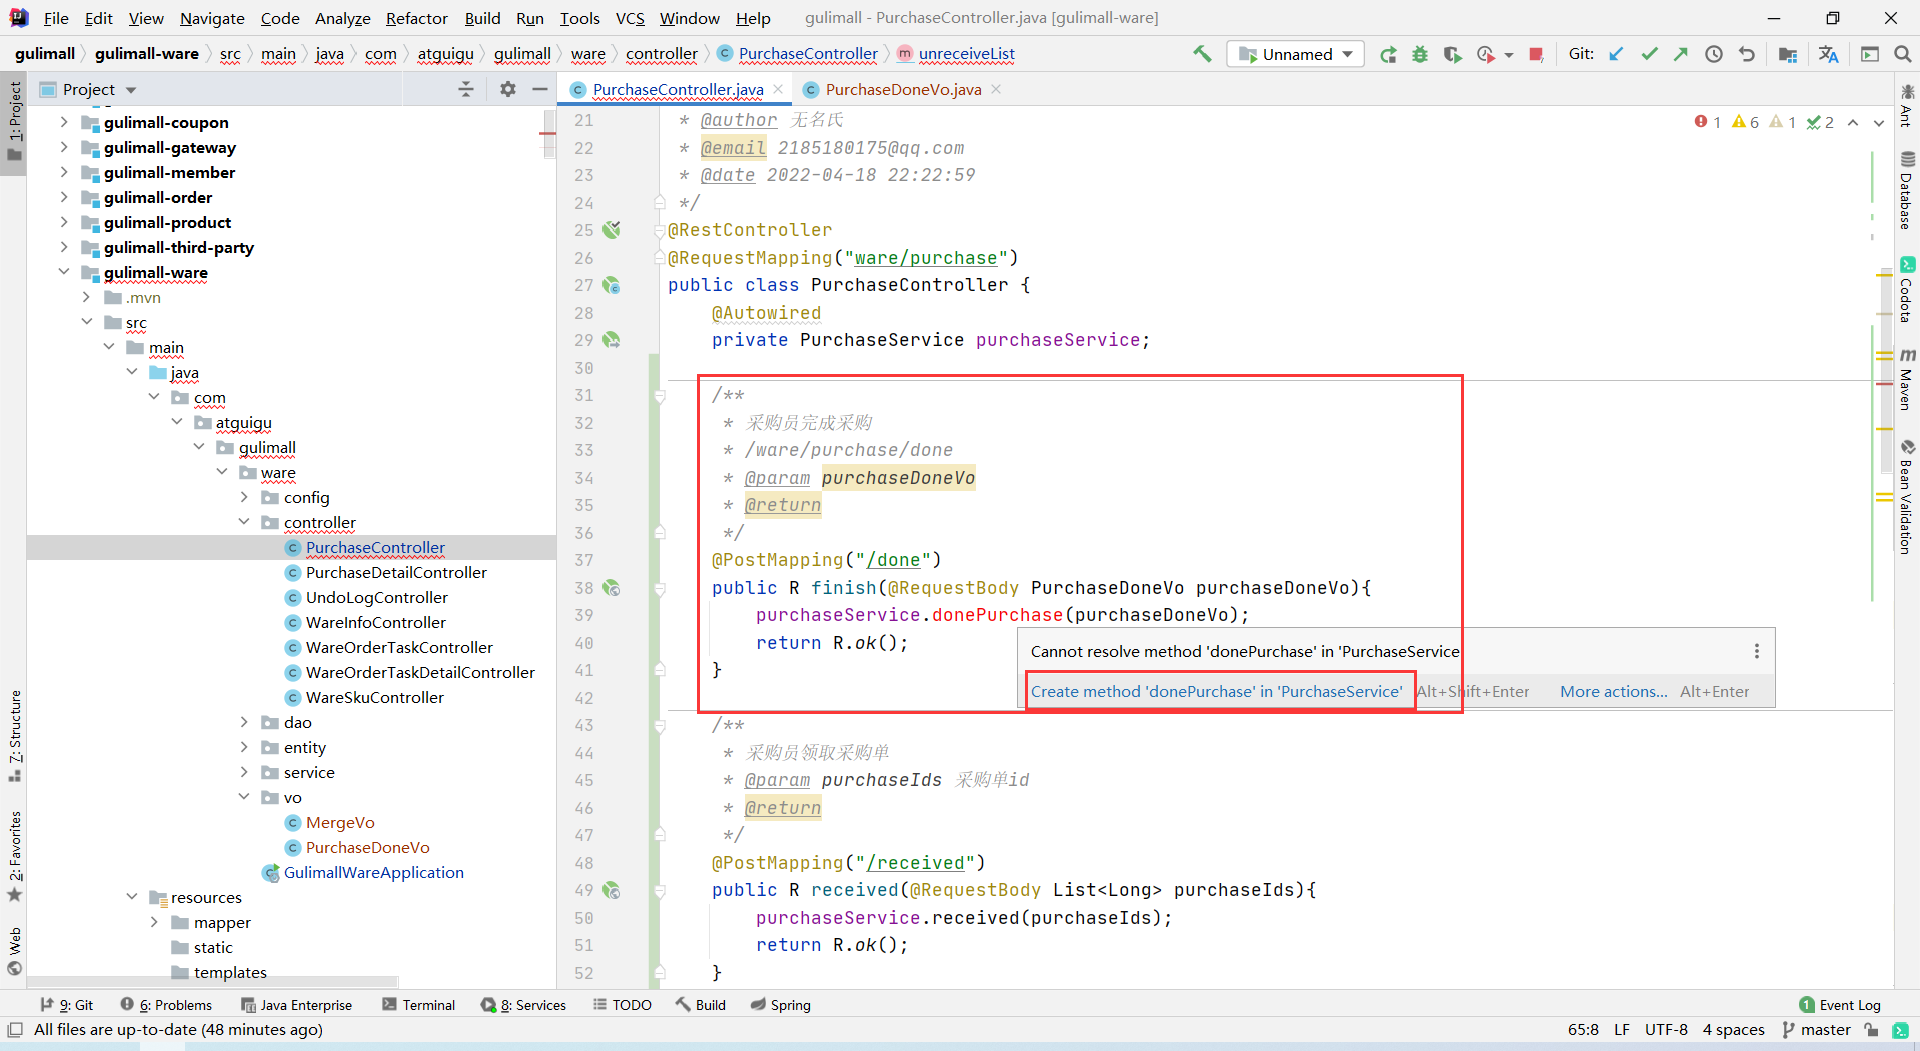 File Edit View Navigate Code Analyze Refactor Build Run Tools VCS Window Help gulimall - PurchaseController.java [gulimall-ware]
gulimall gulimall-ware src main java com atguigu gulimall ware controller PurchaseController unreceiveList Unnamed Git:
Project
PurchaseController.java
PurchaseDoneVo.java
1: Project
7: Structure
2: Favorites
Web
gulimall-coupon
gulimall-gateway
gulimall-member
gulimall-order
gulimall-product
gulimall-third-party
gulimall-ware
.mvn
src
main
java
com
atguigu
gulimall
ware
config
controller
PurchaseController
PurchaseDetailController
UndoLogController
WareInfoController
WareOrderTaskController
WareOrderTaskDetailController
WareSkuController
dao
entity
service
vo
MergeVo
PurchaseDoneVo
GulimallWareApplication
resources
mapper
static
templates
1 6 1 2
21 * @author 无名氏
22 * @email 2185180175@qq.com
23 * @date 2022-04-18 22:22:59
24 */
25 @RestController
26 @RequestMapping("ware/purchase")
27 public class PurchaseController {
28 @Autowired
29 private PurchaseService purchaseService;
30
31 /**
32 * 采购员完成采购
33 * /ware/purchase/done
34 * @param purchaseDoneVo
35 * @return
36 */
37 @PostMapping("/done")
38 public R finish(@RequestBody PurchaseDoneVo purchaseDoneVo){
39 purchaseService.donePurchase(purchaseDoneVo);
40 return R.ok();
41 }
42
Cannot resolve method 'donePurchase' in 'PurchaseService
Create method 'donePurchase' in 'PurchaseService' Alt+Shift+Enter More actions... Alt+Enter
43 /**
44 * 采购员领取采购单
45 * @param purchaseIds 采购单id
46 * @return
47 */
48 @PostMapping("/received")
49 public R received(@RequestBody List<Long> purchaseIds){
50 purchaseService.received(purchaseIds);
51 return R.ok();
52 }
Ant
Database
Codota
Maven
Bean Validation
9: Git 6: Problems Java Enterprise Terminal 8: Services TODO Build Spring 1 Event Log
All files are up-to-date (48 minutes ago) 65:8 LF UTF-8 4 spaces master